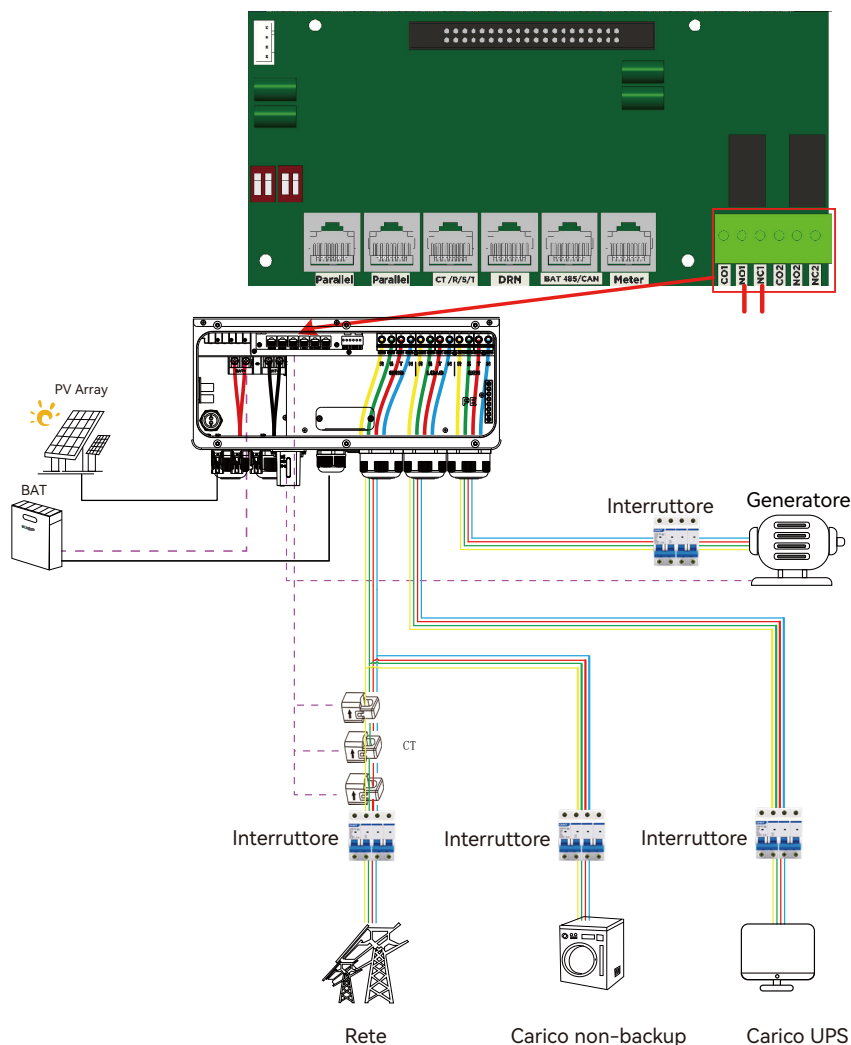 Parallel
Parallel
CT /R/S/T
DRM
BAT 485/CAN
Meter
CO1
NO1
NC1
CO2
NO2
NC2
PV Array
BAT
Interruttore
Generatore
CT
Interruttore
Interruttore
Interruttore
Rete
Carico non-backup
Carico UPS